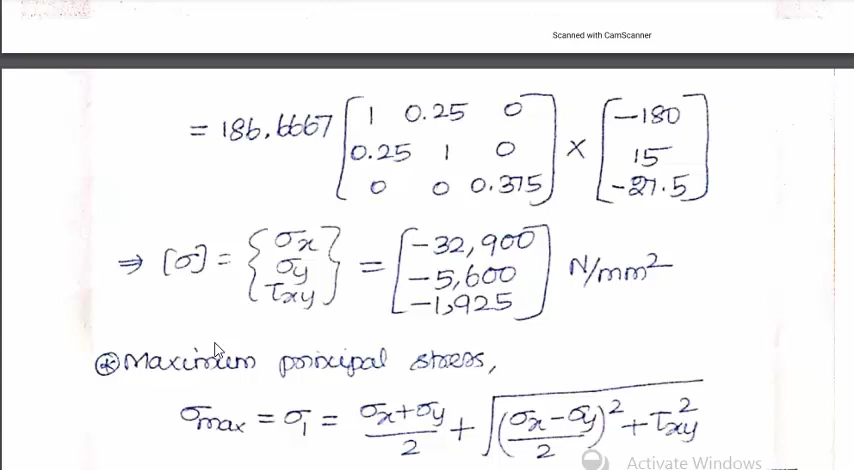 Scanned with CamScanner
= 186.6667 [1 0.25 0
0.25 1 0
0 0 0.375] × [-180
15
-27.5]
⇒ [σ] = {σx
σy
τxy} = [-32,900
-5,600
-1,925] N/mm²
⊛ Maximum principal stress,
σmax = σ1 = σx+σy/2 + √(σx-σy/2)² + τ²xy
Activate Windows